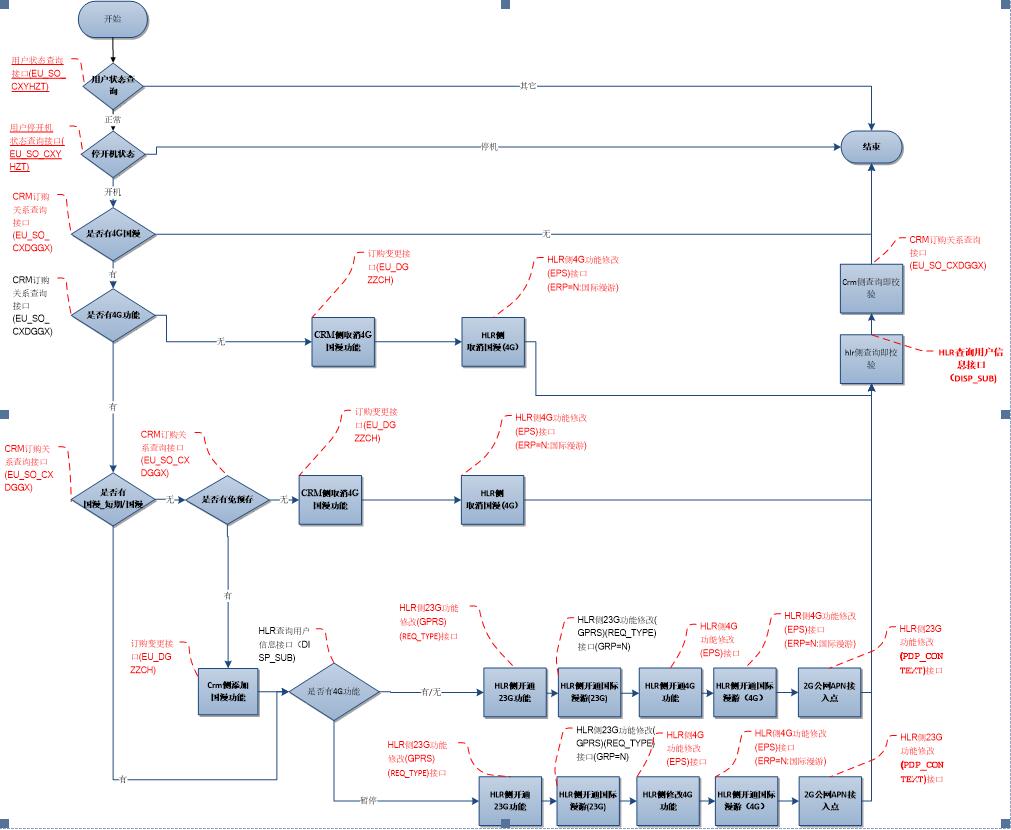 开始
用户状态查询
接口(EU_SO_
CXYHZT)
用户状态查
询
其它
正常
用户停开机
状态查询接口(
EU_SO_CXY
HZT)
停开机状态
停机
结束
开机
CRM订购
关系查询
接口
(EU_SO_
CXDGGX)
是否有4G国漫
无
有
CRM订购关系查询
接口
(EU_SO_CXDGGX)
订购变更接
口(EU_DG
ZZCH)
HLR侧4G功能修改
(EPS)接口
(ERP=N:国际漫游)
CRM订购
关系查询
接口
(EU_SO_
CXDGGX)
Crm侧查询即校
验
是否有4G功能
无
CRM侧取消4G
国漫功能
HLR侧
取消国漫(4G)
hlr侧查询即校
验
HLR查询用户信
息接口
(DISP_SUB)
有
订购变更接
口(EU_DG
ZZCH)
HLR侧4G功能修改
(EPS)接口
(ERP=N:国际漫游)
CRM订购关
系查询接口
(EU_SO_CX
DGGX)
CRM订购关
系查询接口
(EU_SO_CX
DGGX)
是否有
国漫_短期/国漫
无
是否有免预存
无
CRM侧取消4G
国漫功能
HLR侧
取消国漫(4G)
有
订购变更接
口(EU_DG
ZZCH)
HLR查询用户
信息接口（DI
SP_SUB)
HLR侧23G功能
修改(GPRS)
(REQ_TYPE)接口
HLR侧23G功能修改(
GPRS)(REQ_TYPE)
接口(GRP=N)
HLR侧4G
功能修改
(EPS)接口
HLR侧4G功能修改
(EPS)接口
(ERP=N:国际漫游)
HLR侧23G
功能修改
(PDP_CON
TEXT)接口
Crm侧添加
国漫功能
是否有4G功能
有/无
HLR侧开通
23G功能
HLR侧开通国际
漫游(23G)
HLR侧开通4G
功能
HLR侧开通国际
漫游（4G）
2G公网APN接
入点
HLR侧23G功能
修改(GPRS)
(REQ_TYPE)接口
HLR侧23G功能修改(
GPRS)(REQ_TYPE)
接口(GRP=N)
HLR侧4G
功能修改
(EPS)接口
HLR侧4G功能修改
(EPS)接口
(ERP=N:国际漫游)
HLR侧23G
功能修改
(PDP_CON
TEXT)接口
有
暂停
HLR侧开通
23G功能
HLR侧开通国际
漫游(23G)
HLR侧修改4G
功能
HLR侧开通国际
漫游（4G）
2G公网APN接
入点